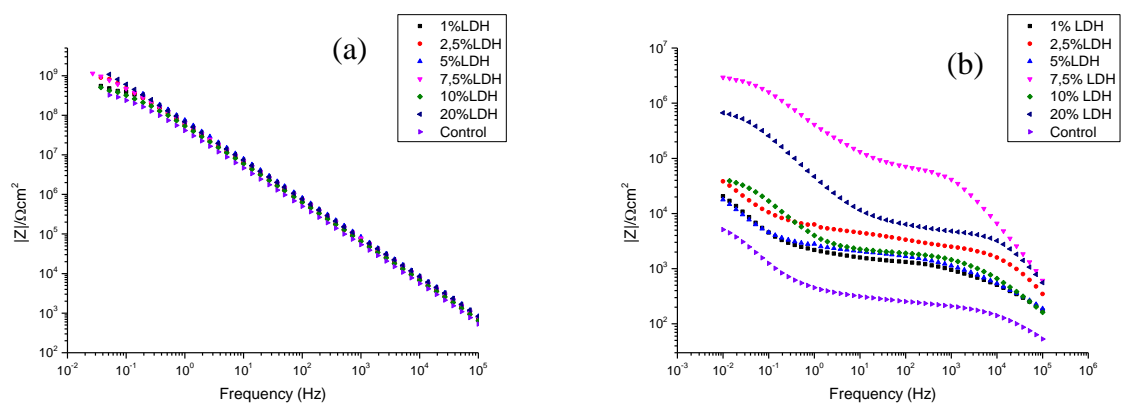 (a)
1%LDH
2,5%LDH
5%LDH
7,5%LDH
10%LDH
20%LDH
Control
|Z|/Ωcm²
10⁹
10⁸
10⁷
10⁶
10⁵
10⁴
10³
10²
10⁻² 10⁻¹ 10⁰ 10¹ 10² 10³ 10⁴ 10⁵
Frequency (Hz)
(b)
1% LDH
2,5%LDH
5%LDH
7,5% LDH
10% LDH
20% LDH
Control
|Z|/Ωcm²
10⁷
10⁶
10⁵
10⁴
10³
10²
10⁻³ 10⁻² 10⁻¹ 10⁰ 10¹ 10² 10³ 10⁴ 10⁵ 10⁶
Frequency (Hz)